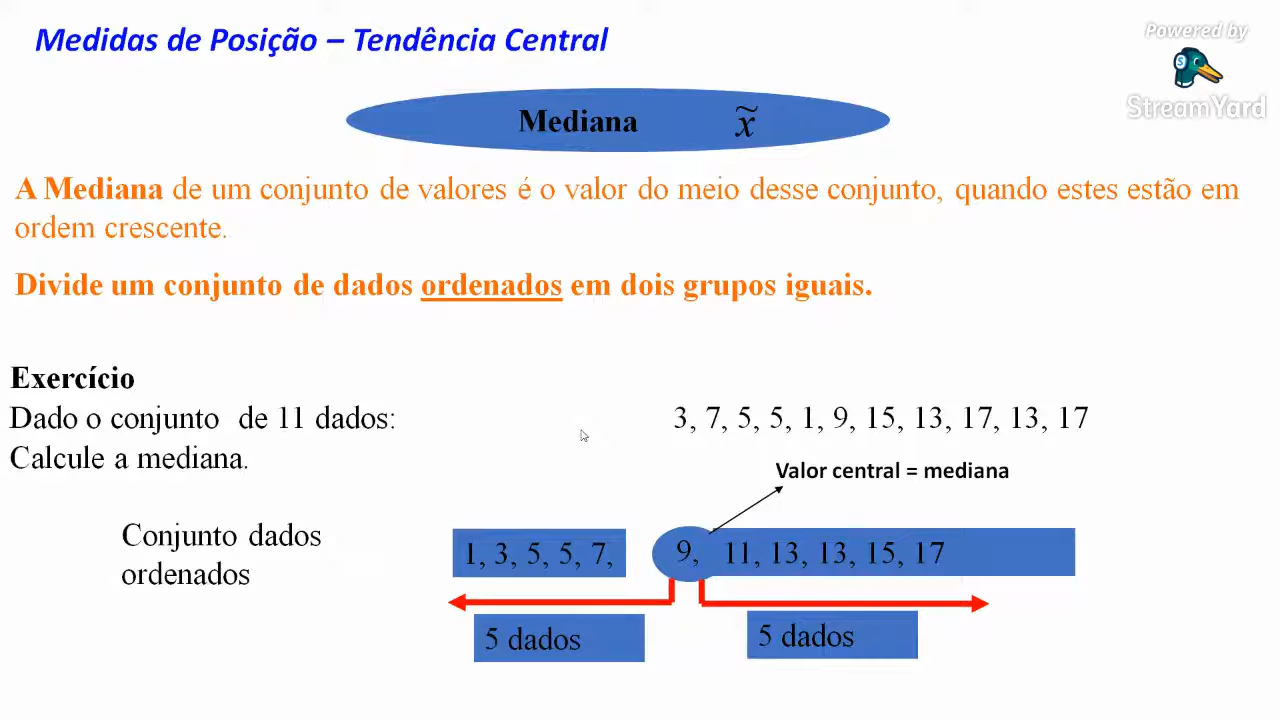 Medidas de Posição – Tendência Central
Powered by
StreamYard
Mediana x̃
A Mediana de um conjunto de valores é o valor do meio desse conjunto, quando estes estão em
ordem crescente.
Divide um conjunto de dados ordenados em dois grupos iguais.
Exercício
Dado o conjunto de 11 dados: 3, 7, 5, 5, 1, 9, 15, 13, 17, 13, 17
Calcule a mediana.
Valor central = mediana
Conjunto dados
ordenados
1, 3, 5, 5, 7, 9, 11, 13, 13, 15, 17
5 dados 5 dados